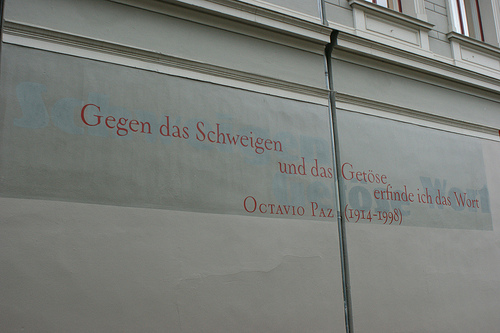 Gegen das Schweigen
und das Getöse
erfinde ich das Wort
OCTAVIO PAZ (1914-1998)